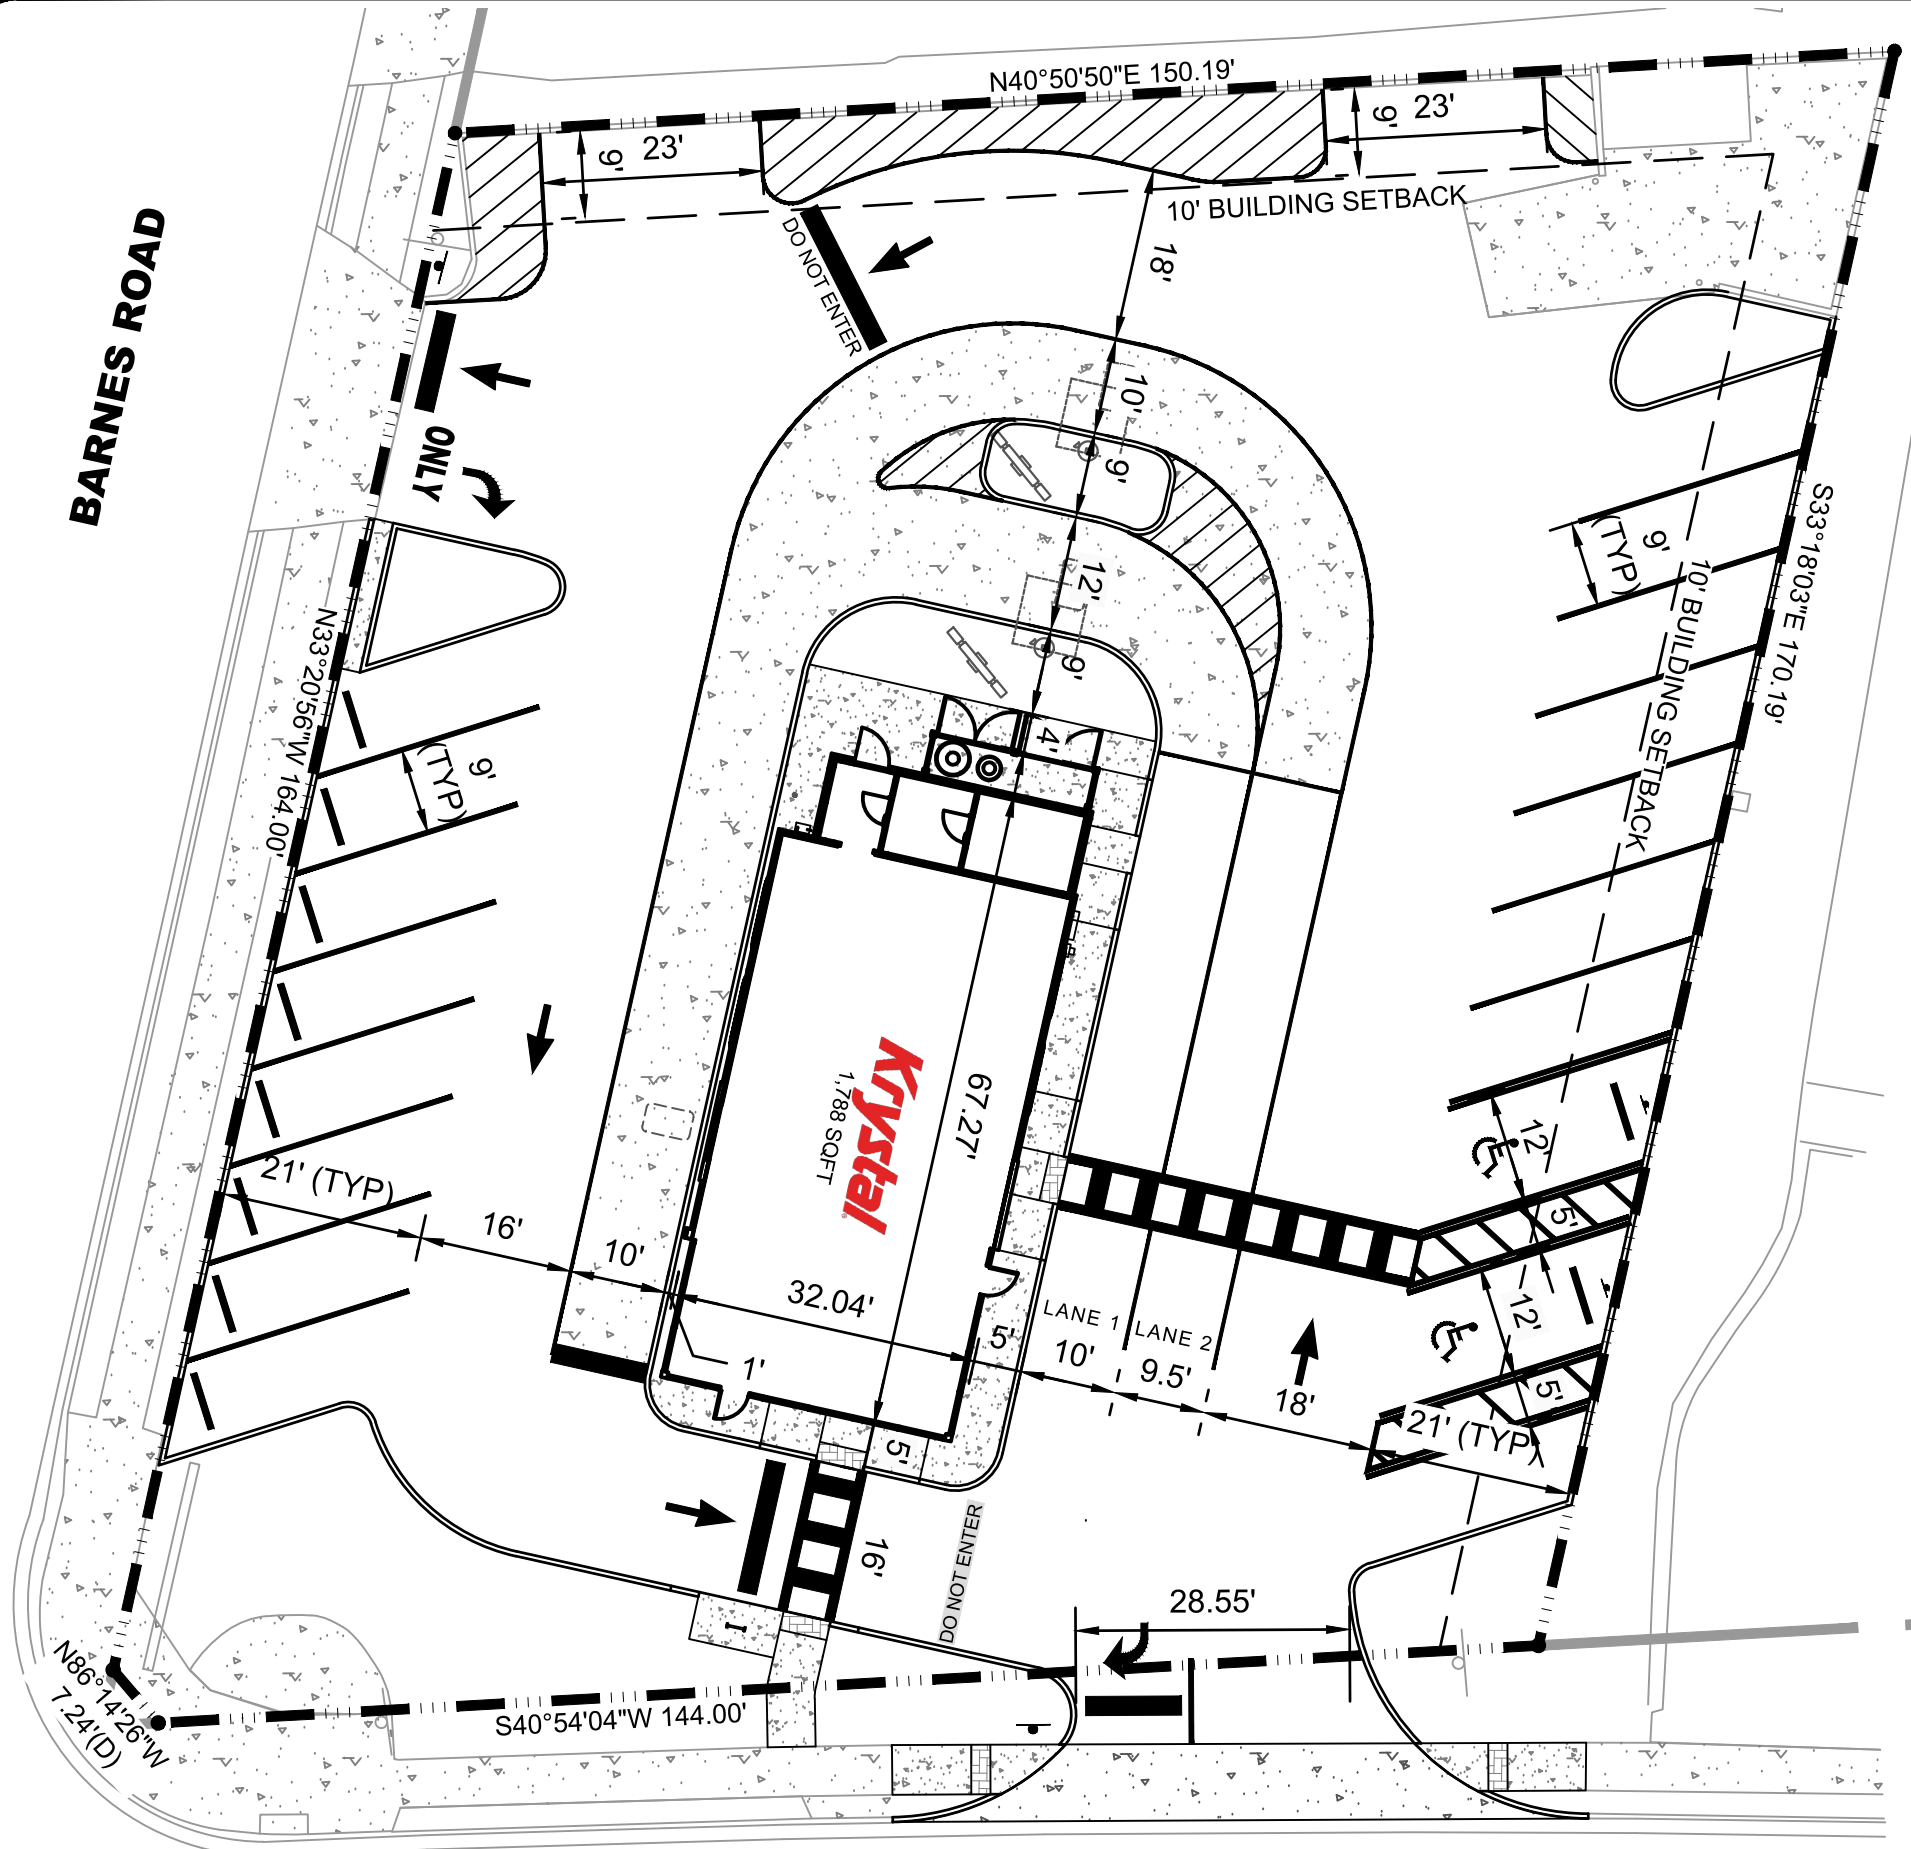 N40°50'50"E 150.19'
9'
23'
9'
23'
10' BUILDING SETBACK
DO NOT ENTER
18'
BARNES ROAD
ONLY
10'
9'
12'
9'
4'
S33°18'03"E 170.19'
9'
(TYP)
10' BUILDING SETBACK
N33°20'56"W 164.00'
9'
(TYP)
Krystal
1,788 SQFT
67.27'
12'
5'
12'
5'
21' (TYP)
16'
10'
32.04'
1'
5'
LANE 1
LANE 2
10'
9.5'
18'
21' (TYP)
5'
16'
DO NOT ENTER
28.55'
N86°14'26"W
7.24'(D)
S40°54'04"W 144.00'